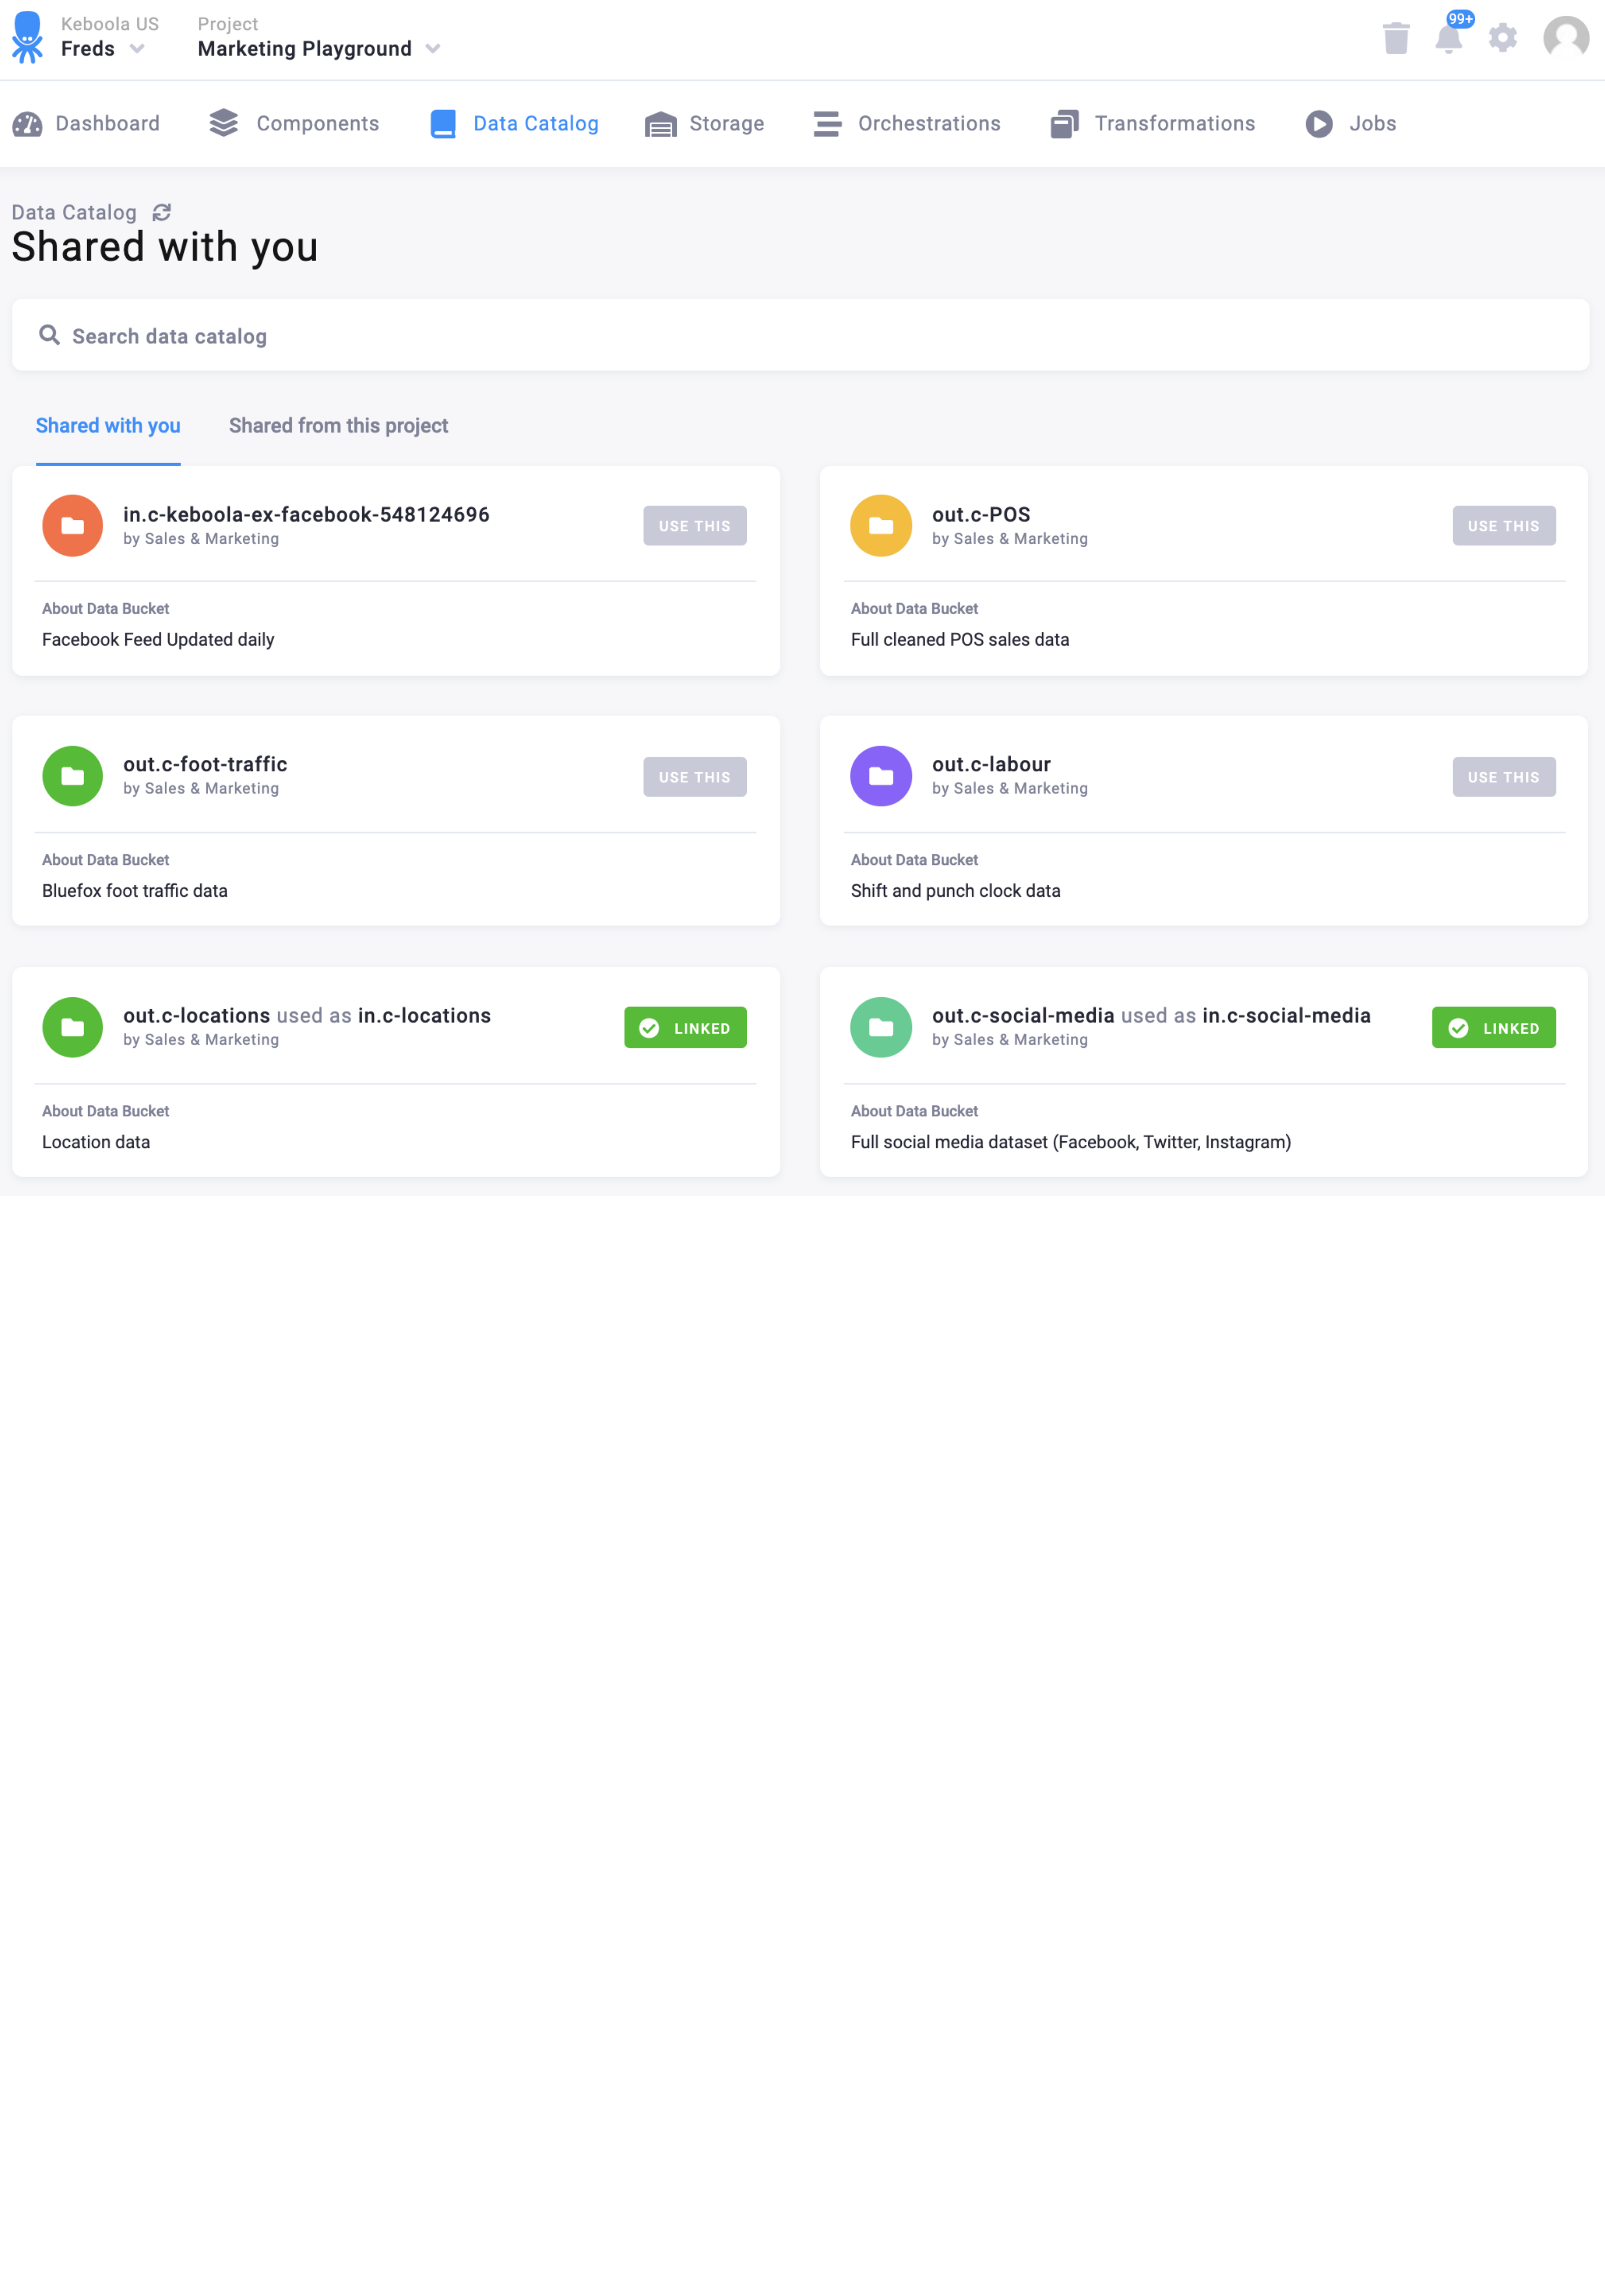 Keboola US
Freds
Project
Marketing Playground
99+
Dashboard
Components
Data Catalog
Storage
Orchestrations
Transformations
Jobs
Data Catalog
Shared with you
Search data catalog
Shared with you
Shared from this project
in.c-keboola-ex-facebook-548124696
by Sales & Marketing
USE THIS
About Data Bucket
Facebook Feed Updated daily
out.c-POS
by Sales & Marketing
USE THIS
About Data Bucket
Full cleaned POS sales data
out.c-foot-traffic
by Sales & Marketing
USE THIS
About Data Bucket
Bluefox foot traffic data
out.c-labour
by Sales & Marketing
USE THIS
About Data Bucket
Shift and punch clock data
out.c-locations used as in.c-locations
by Sales & Marketing
LINKED
About Data Bucket
Location data
out.c-social-media used as in.c-social-media
by Sales & Marketing
LINKED
About Data Bucket
Full social media dataset (Facebook, Twitter, Instagram)